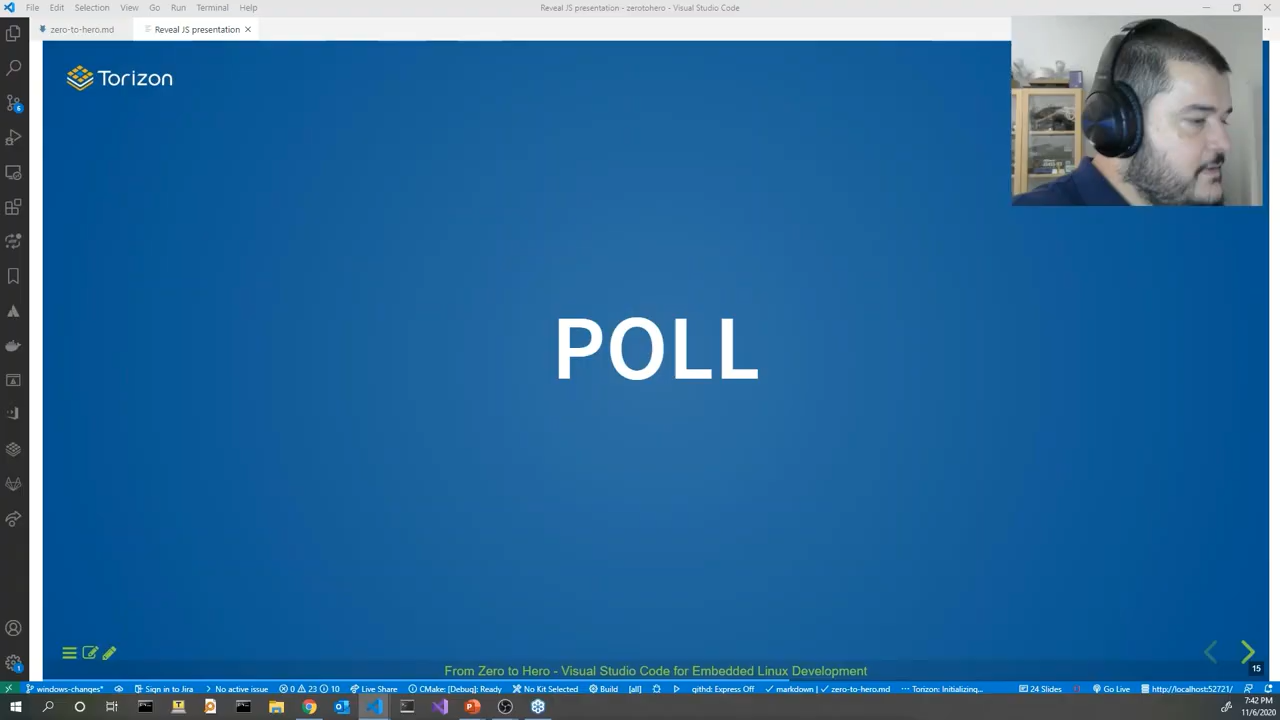 File Edit Selection View Go Run Terminal Help
Reveal JS presentation - zerotohero - Visual Studio Code
zero-to-hero.md
Reveal JS presentation
Torizon
POLL
From Zero to Hero - Visual Studio Code for Embedded Linux Development
15
windows-changes* Sign in to Jira No active issue 0 23 10 Live Share CMake: [Debug]: Ready No Kit Selected Build [all] githd: Express Off markdown | zero-to-hero.md Torizon: Initializing... 24 Slides Go Live http://localhost:52721/
7:42 PM
11/6/2020